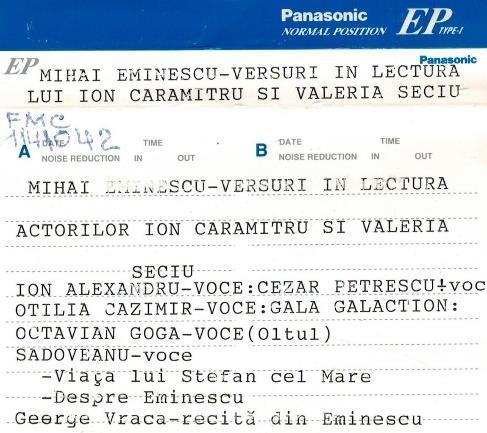 Panasonic
NORMAL POSITION EP TYPE-I
Panasonic
EP
MIHAI EMINESCU-VERSURI IN LECTURA
LUI ION CARAMITRU SI VALERIA SECIU
FMC
A DATE TIME B DATE TIME
NOISE REDUCTION IN OUT NOISE REDUCTION IN OUT
MIHAI EMINESCU-VERSURI IN LECTURA
ACTORILOR ION CARAMITRU SI VALERIA
SECIU
ION ALEXANDRU-VOCE:CEZAR PETRESCU-voc
OTILIA CAZIMIR-VOCE:GALA GALACTION:
OCTAVIAN GOGA-VOCE(Oltul)
SADOVEANU-voce
-Viaţa lui Stefan cel Mare
-Despre Eminescu
George Vraca-recită din Eminescu